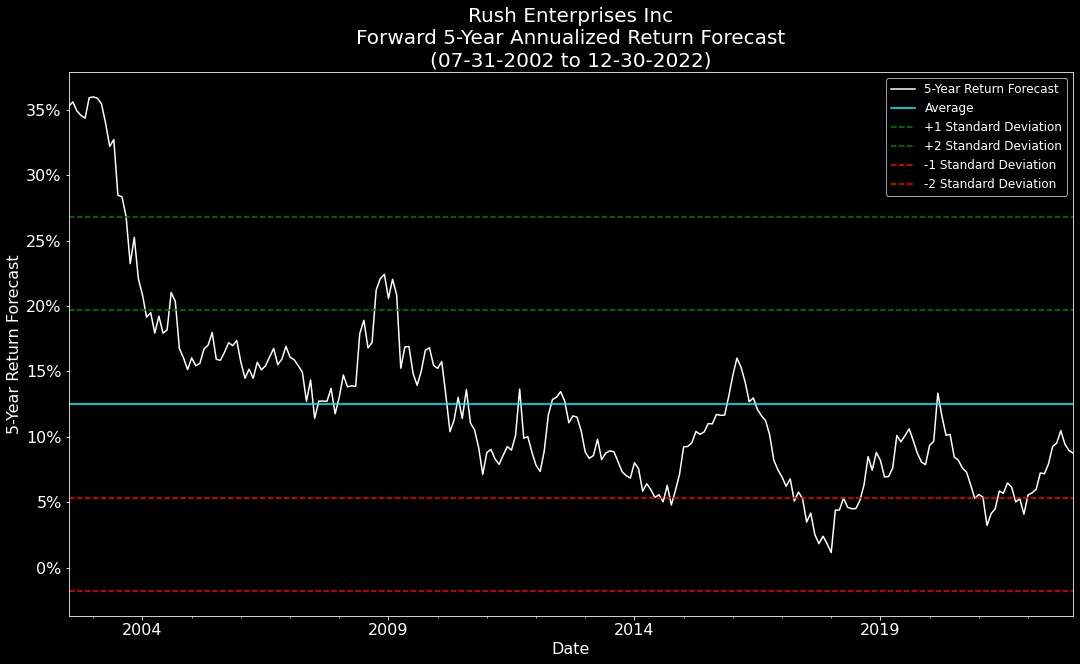 Rush Enterprises Inc
Forward 5-Year Annualized Return Forecast
(07-31-2002 to 12-30-2022)
5-Year Return Forecast
Average
+1 Standard Deviation
+2 Standard Deviation
-1 Standard Deviation
-2 Standard Deviation
5-Year Return Forecast
35%
30%
25%
20%
15%
10%
5%
0%
2004
2009
2014
2019
Date